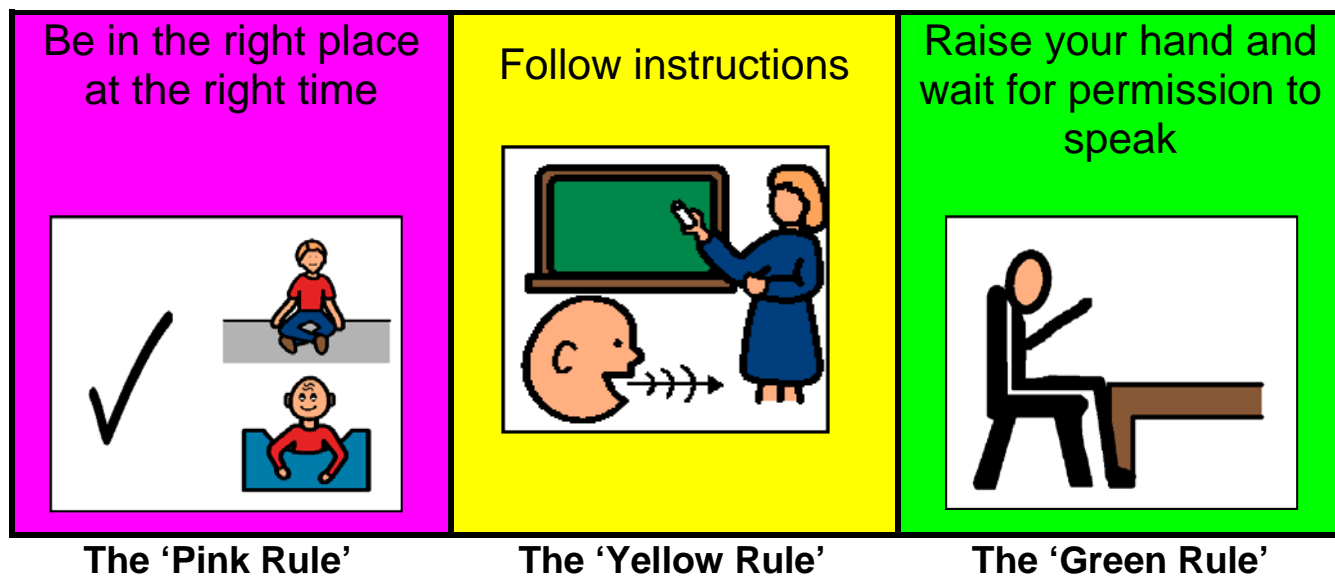 Be in the right place
at the right time
Follow instructions
Raise your hand and
wait for permission to
speak
The ‘Pink Rule’
The ‘Yellow Rule’
The ‘Green Rule’